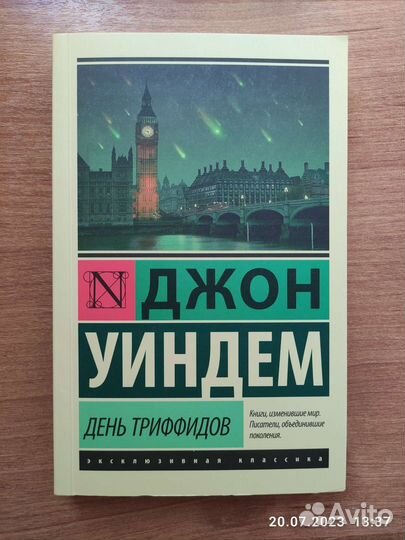 N ДЖОН
УИНДЕМ
ДЕНЬ ТРИФФИДОВ
Книги, изменившие мир.
Писатели, объединившие
поколения.
эксклюзивная классика
Avito
20.07.2023 13:37